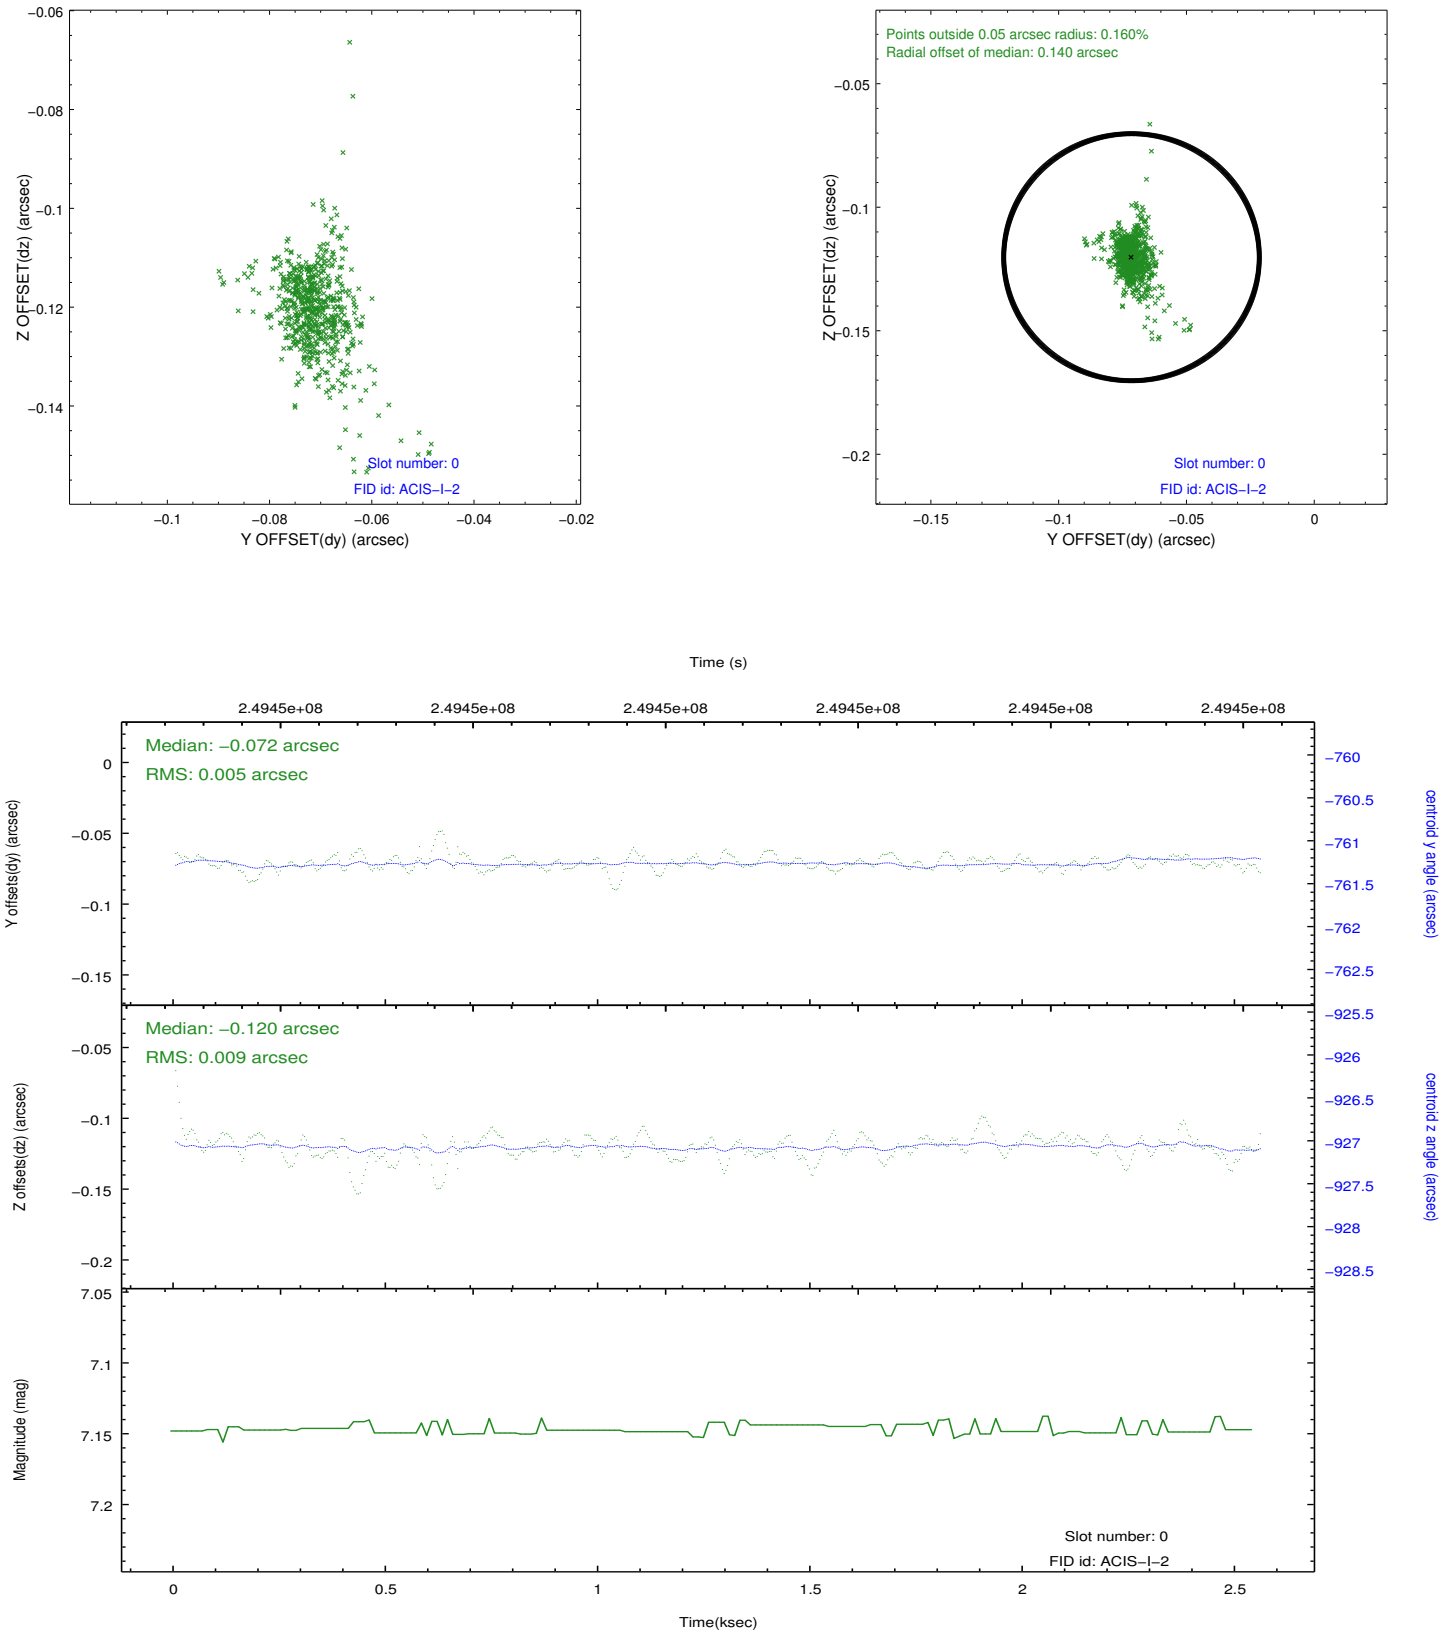 −0.06
−0.08
−0.1
−0.12
−0.14
Z OFFSET(dz) (arcsec)
Slot number: 0
FID id: ACIS−I−2
−0.1
−0.08
−0.06
−0.04
−0.02
Y OFFSET(dy) (arcsec)
Points outside 0.05 arcsec radius: 0.160%
Radial offset of median: 0.140 arcsec
−0.05
−0.1
−0.15
−0.2
Z OFFSET(dz) (arcsec)
Slot number: 0
FID id: ACIS−I−2
−0.15
−0.1
−0.05
0
Y OFFSET(dy) (arcsec)
Time (s)
2.4945e+08
2.4945e+08
2.4945e+08
2.4945e+08
2.4945e+08
2.4945e+08
Median: −0.072 arcsec
RMS: 0.005 arcsec
0
−0.05
−0.1
−0.15
Y offsets(dy) (arcsec)
−760
−760.5
−761
−761.5
−762
−762.5
centroid y angle (arcsec)
Median: −0.120 arcsec
RMS: 0.009 arcsec
−0.05
−0.1
−0.15
−0.2
Z offsets(dz) (arcsec)
−925.5
−926
−926.5
−927
−927.5
−928
−928.5
centroid z angle (arcsec)
7.05
7.1
7.15
7.2
Magnitude (mag)
Slot number: 0
FID id: ACIS−I−2
0
0.5
1
1.5
2
2.5
Time(ksec)